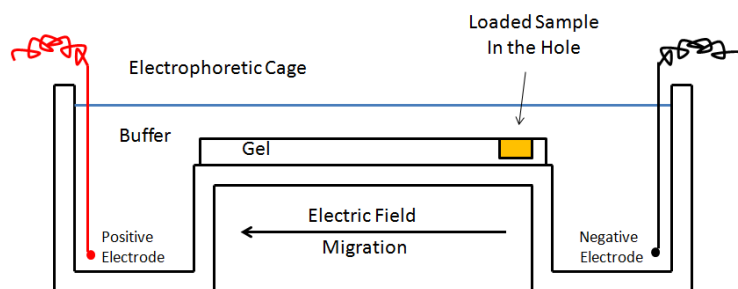 Loaded Sample
In the Hole
Electrophoretic Cage
Buffer
Gel
Electric Field
Migration
Positive
Electrode
Negative
Electrode